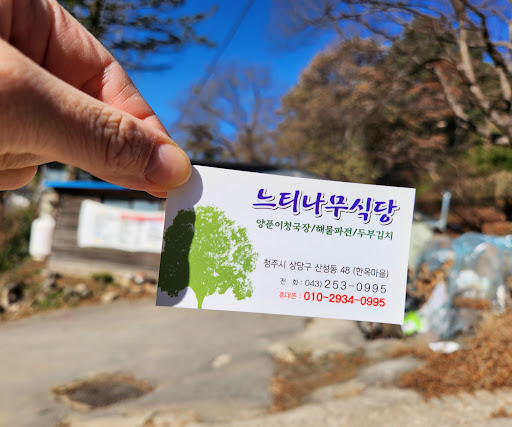 느티나무식당
양푼이청국장/해물파전/두부김치
청주시 상당구 산성동 48 (한옥마을)
전 화 : 043) 253-0995
휴대폰 : 010-2934-0995